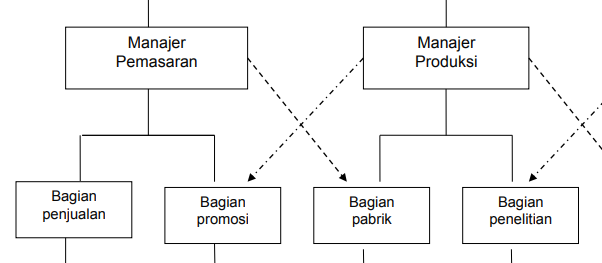 Manajer
Pemasaran
Manajer
Produksi
Bagian
penjualan
Bagian
promosi
Bagian
pabrik
Bagian
penelitian